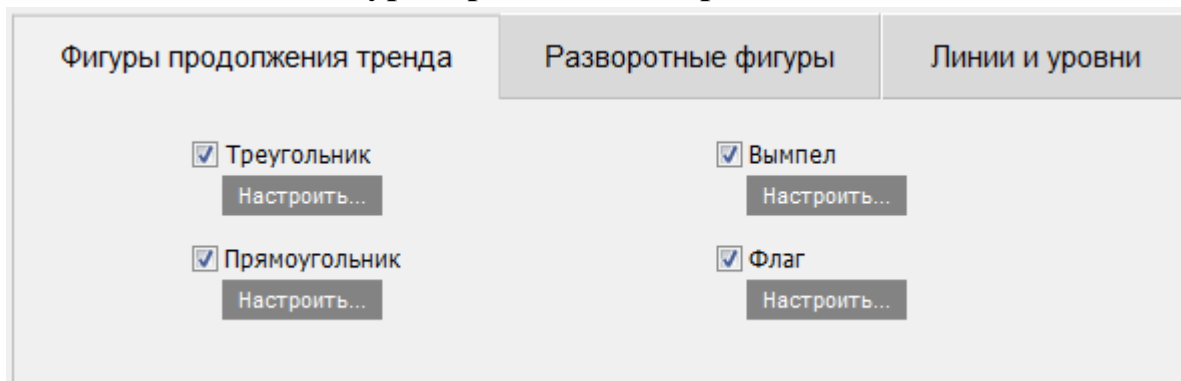 Фигуры продолжения тренда Разворотные фигуры Линии и уровни
Треугольник Вымпел
Настроить... Настроить...
Прямоугольник Флаг
Настроить... Настроить...